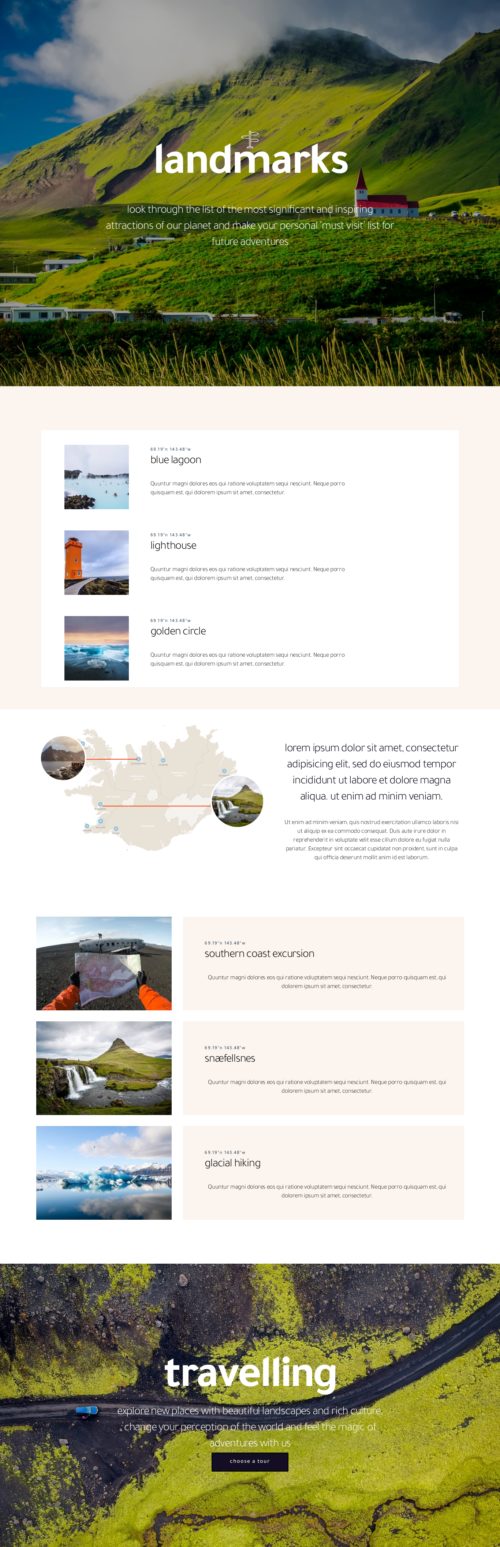 landmarks
look through the list of the most significant and inspiring
attractions of our planet and make your personal 'must visit' list for
future adventures
69.19°n 143.48°w
blue lagoon
Quuntur magni dolores eos qui ratione voluptatem sequi nesciunt. Neque porro
quisquam est, qui dolorem ipsum sit amet, consectetur.
69.19°n 143.48°w
lighthouse
Quuntur magni dolores eos qui ratione voluptatem sequi nesciunt. Neque porro
quisquam est, qui dolorem ipsum sit amet, consectetur.
69.19°n 143.48°w
golden circle
Quuntur magni dolores eos qui ratione voluptatem sequi nesciunt. Neque porro
quisquam est, qui dolorem ipsum sit amet, consectetur.
lorem ipsum dolor sit amet, consectetur
adipisicing elit, sed do eiusmod tempor
incididunt ut labore et dolore magna
aliqua. ut enim ad minim veniam.
Ut enim ad minim veniam, quis nostrud exercitation ullamco laboris nisi
ut aliquip ex ea commodo consequat. Duis aute irure dolor in
reprehenderit in voluptate velit esse cillum dolore eu fugiat nulla
pariatur. Excepteur sint occaecat cupidatat non proident, sunt in culpa
qui officia deserunt mollit anim id est laborum.
69.19°n 143.48°w
southern coast excursion
Quuntur magni dolores eos qui ratione voluptatem sequi nesciunt. Neque porro quisquam est, qui
dolorem ipsum sit amet, consectetur.
69.19°n 143.48°w
snæfellsnes
Quuntur magni dolores eos qui ratione voluptatem sequi nesciunt. Neque porro quisquam est, qui
dolorem ipsum sit amet, consectetur.
69.19°n 143.48°w
glacial hiking
Quuntur magni dolores eos qui ratione voluptatem sequi nesciunt. Neque porro quisquam est, qui
dolorem ipsum sit amet, consectetur.
travelling
explore new places with beautiful landscapes and rich culture,
change your perception of the world and feel the magic of
adventures with us
choose a tour